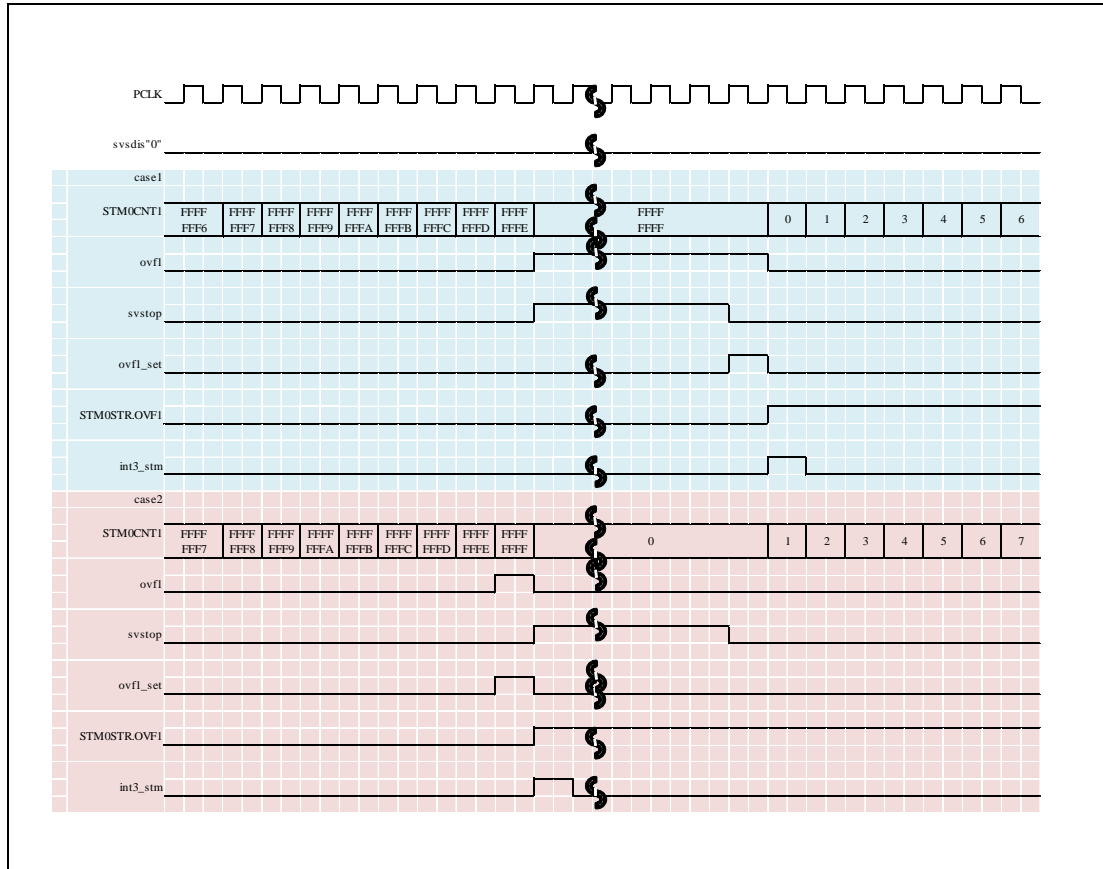 PCLK
svsdis"0"
case1
STM0CNT1 FFFF FFFF FFFF FFFF FFFF FFFF FFFF FFFF FFFF FFFF 0 1 2 3 4 5 6
FFF6 FFF7 FFF8 FFF9 FFFA FFFB FFFC FFFD FFFE FFFF
ovf1
svstop
ovf1_set
STM0STR.OVF1
int3_stm
case2
STM0CNT1 FFFF FFFF FFFF FFFF FFFF FFFF FFFF FFFF FFFF 0 1 2 3 4 5 6 7
FFF7 FFF8 FFF9 FFFA FFFB FFFC FFFD FFFE FFFF
ovf1
svstop
ovf1_set
STM0STR.OVF1
int3_stm